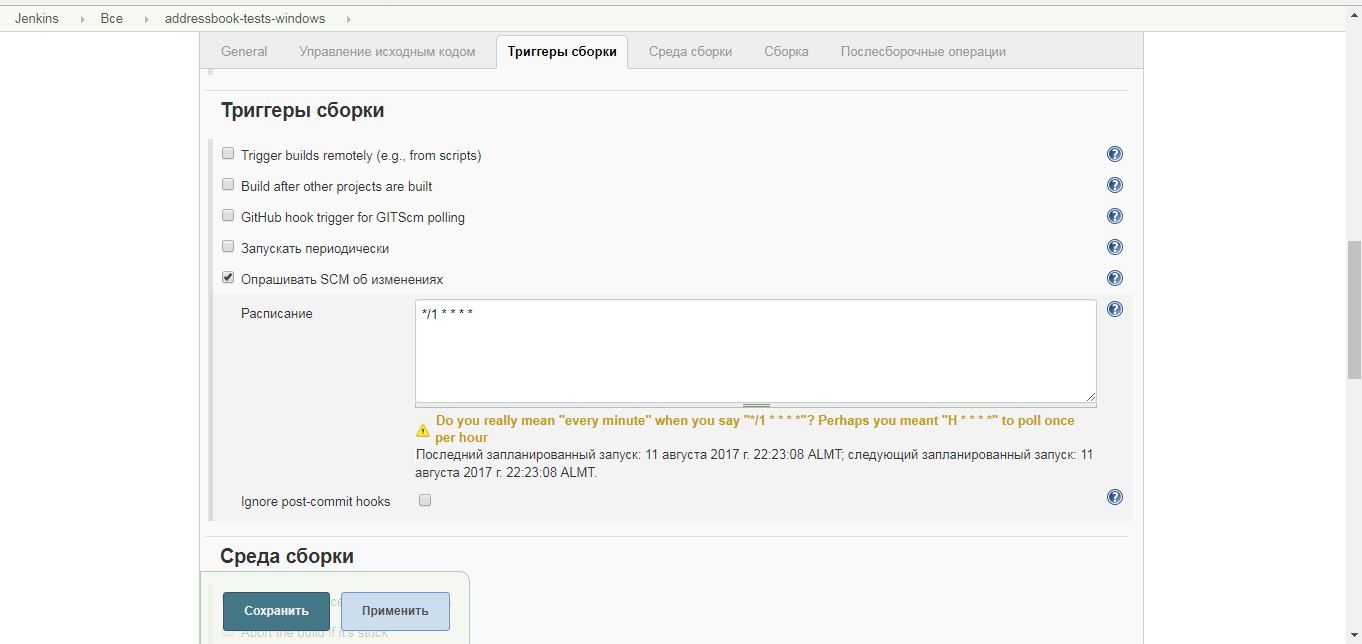 Jenkins Все addressbook-tests-windows
General Управление исходным кодом Триггеры сборки Среда сборки Сборка Послесборочные операции
Триггеры сборки
Trigger builds remotely (e.g., from scripts)
Build after other projects are built
GitHub hook trigger for GITScm polling
Запускать периодически
Опрашивать SCM об изменениях
Расписание
*/1 * * * *
Do you really mean "every minute" when you say "*/1 * * * *"? Perhaps you meant "H * * * *" to poll once
per hour
Последний запланированный запуск: 11 августа 2017 г. 22:23:08 ALMT; следующий запланированный запуск: 11
августа 2017 г. 22:23:08 ALMT.
Ignore post-commit hooks
Среда сборки
Сохранить Применить
Abort the build if it's stuck